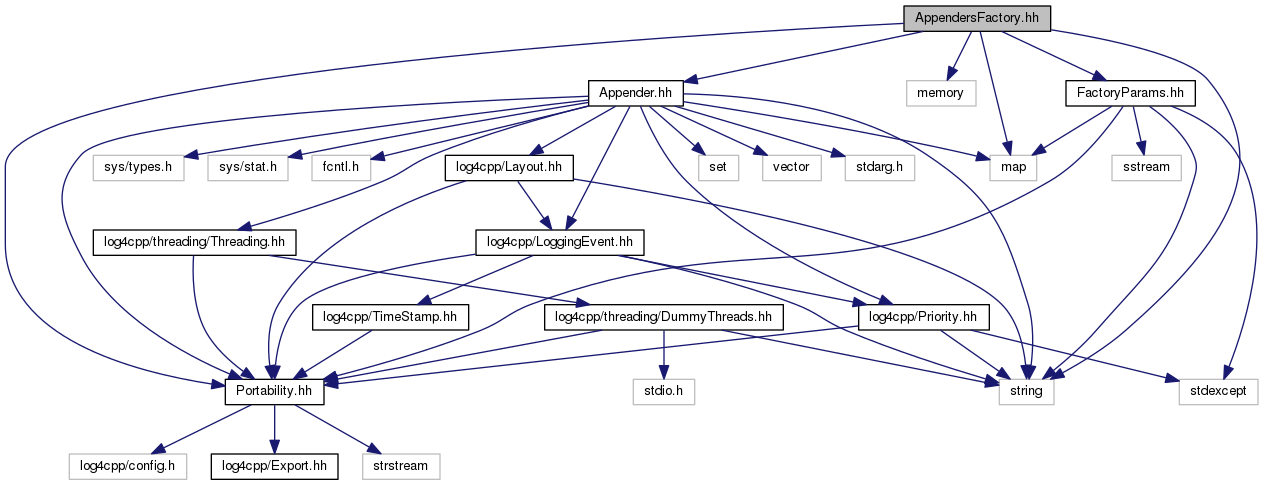 AppendersFactory.hh
Appender.hh
memory
FactoryParams.hh
sys/types.h
sys/stat.h
fcntl.h
log4cpp/Layout.hh
set
vector
stdarg.h
map
sstream
log4cpp/threading/Threading.hh
log4cpp/LoggingEvent.hh
log4cpp/TimeStamp.hh
log4cpp/threading/DummyThreads.hh
log4cpp/Priority.hh
Portability.hh
stdio.h
string
stdexcept
log4cpp/config.h
log4cpp/Export.hh
strstream